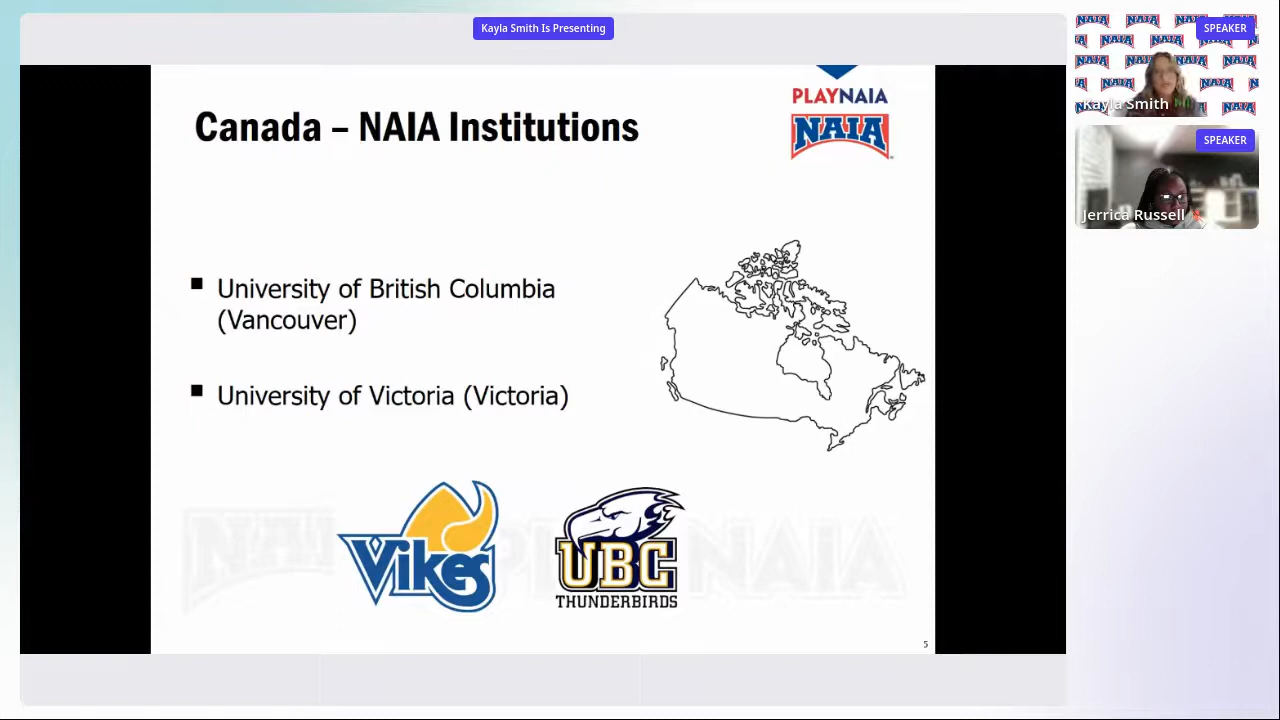 Kayla Smith Is Presenting
SPEAKER
Kayla Smith
SPEAKER
Jerrica Russell
PLAYNAIA
NAIA
Canada – NAIA Institutions
▪ University of British Columbia
(Vancouver)
▪ University of Victoria (Victoria)
Vikes
UBC
THUNDERBIRDS
NAIA
5